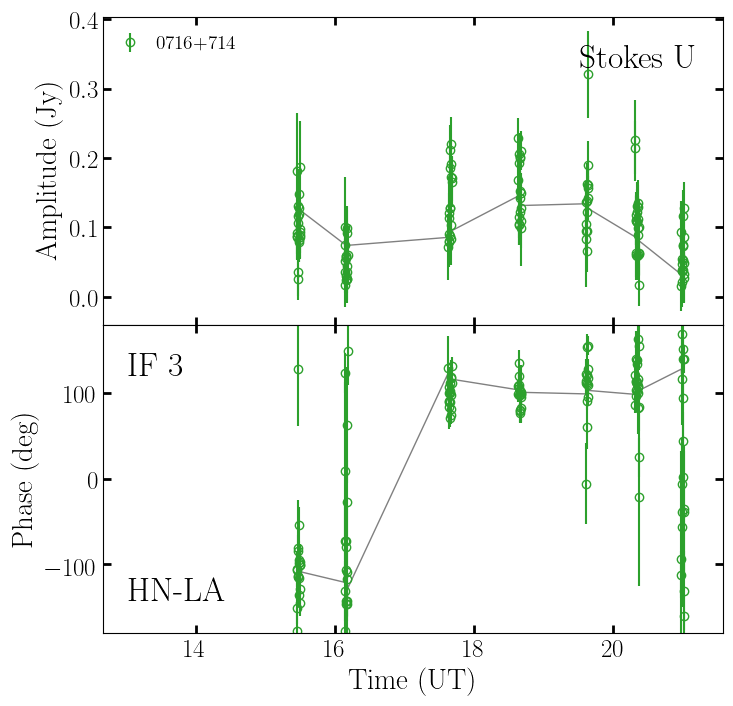 0.4
0716+714
Stokes U
0.3
0.2
0.1
0.0
Amplitude (Jy)
IF 3
100
0
−100
Phase (deg)
HN-LA
14 16 18 20
Time (UT)